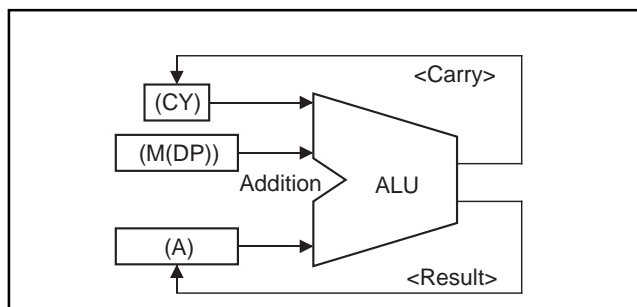 <Carry>
(CY)
(M(DP))
Addition
ALU
(A)
<Result>